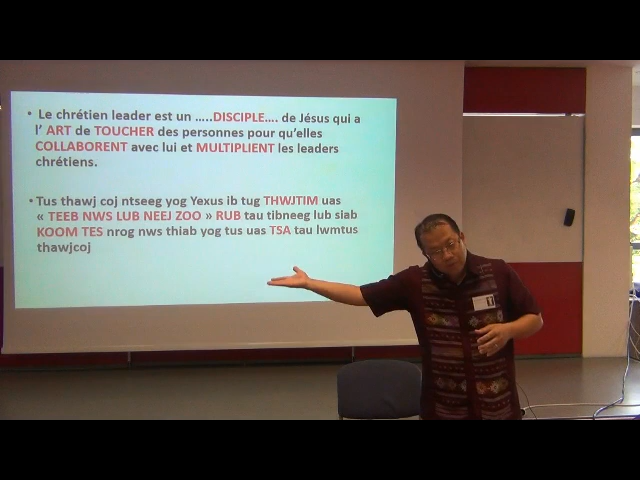 • Le chrétien leader est un …..DISCIPLE…. de Jésus qui a
l’ ART de TOUCHER des personnes pour qu’elles
COLLABORENT avec lui et MULTIPLIENT les leaders
chrétiens.
• Tus thawj coj ntseeg yog Yexus ib tug THWJTIM uas
« TEEB NWS LUB NEEJ ZOO » RUB tau tibneeg lub siab
KOOM TES nrog nws thiab yog tus uas TSA tau lwmtus
thawjcoj